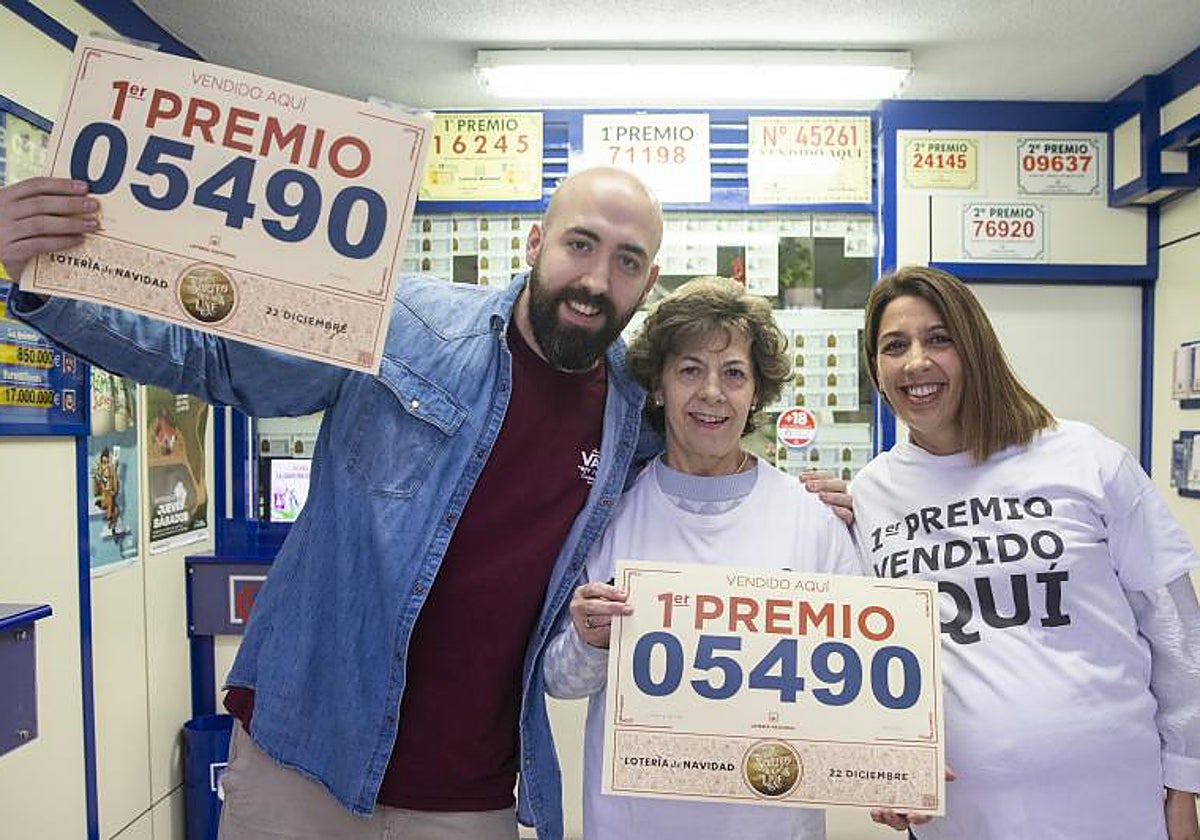 VENDIDO AQUÍ
1er PREMIO
05490
LOTERÍA de NAVIDAD
22 DICIEMBRE
1º PREMIO
16245
1º PREMIO
71198
Nº 45261
VENDIDO AQUÍ
2º PREMIO
24145
2º PREMIO
09637
2º PREMIO
76920
850.000
17.000.000
JUEVES
SÁBADO
+18
VENDIDO AQUÍ
1er PREMIO
05490
LOTERÍA de NAVIDAD
22 DICIEMBRE
1er PREMIO
VENDIDO
AQUÍ